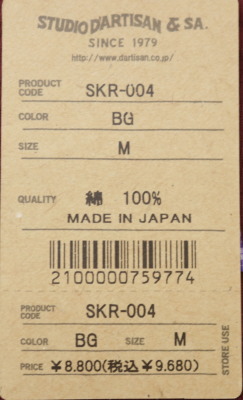 STUDIO D'ARTISAN & SA.
SINCE 1979
http://www.dartisan.co.jp/
PRODUCT CODE SKR-004
COLOR BG
SIZE M
QUALITY 綿 100%
MADE IN JAPAN
2100000759774
PRODUCT CODE SKR-004
COLOR BG SIZE M
PRICE ¥8.800(税込¥9.680)
STORE USE